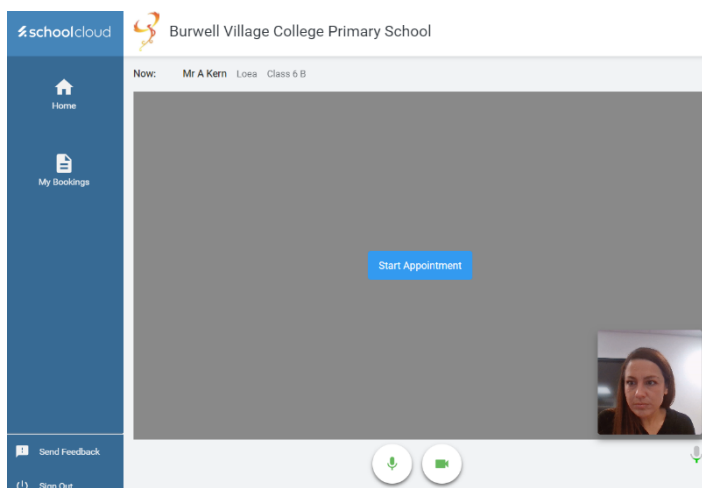 schoolcloud
Burwell Village College Primary School
Now: Mr A Kern Loea Class 6 B
Home
My Bookings
Start Appointment
Send Feedback
Sign Out